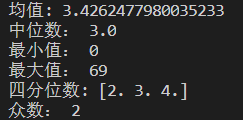 均值: 3.4262477980035233
中位数： 3.0
最小值： 0
最大值： 69
四分位数: [2. 3. 4.]
众数： 2